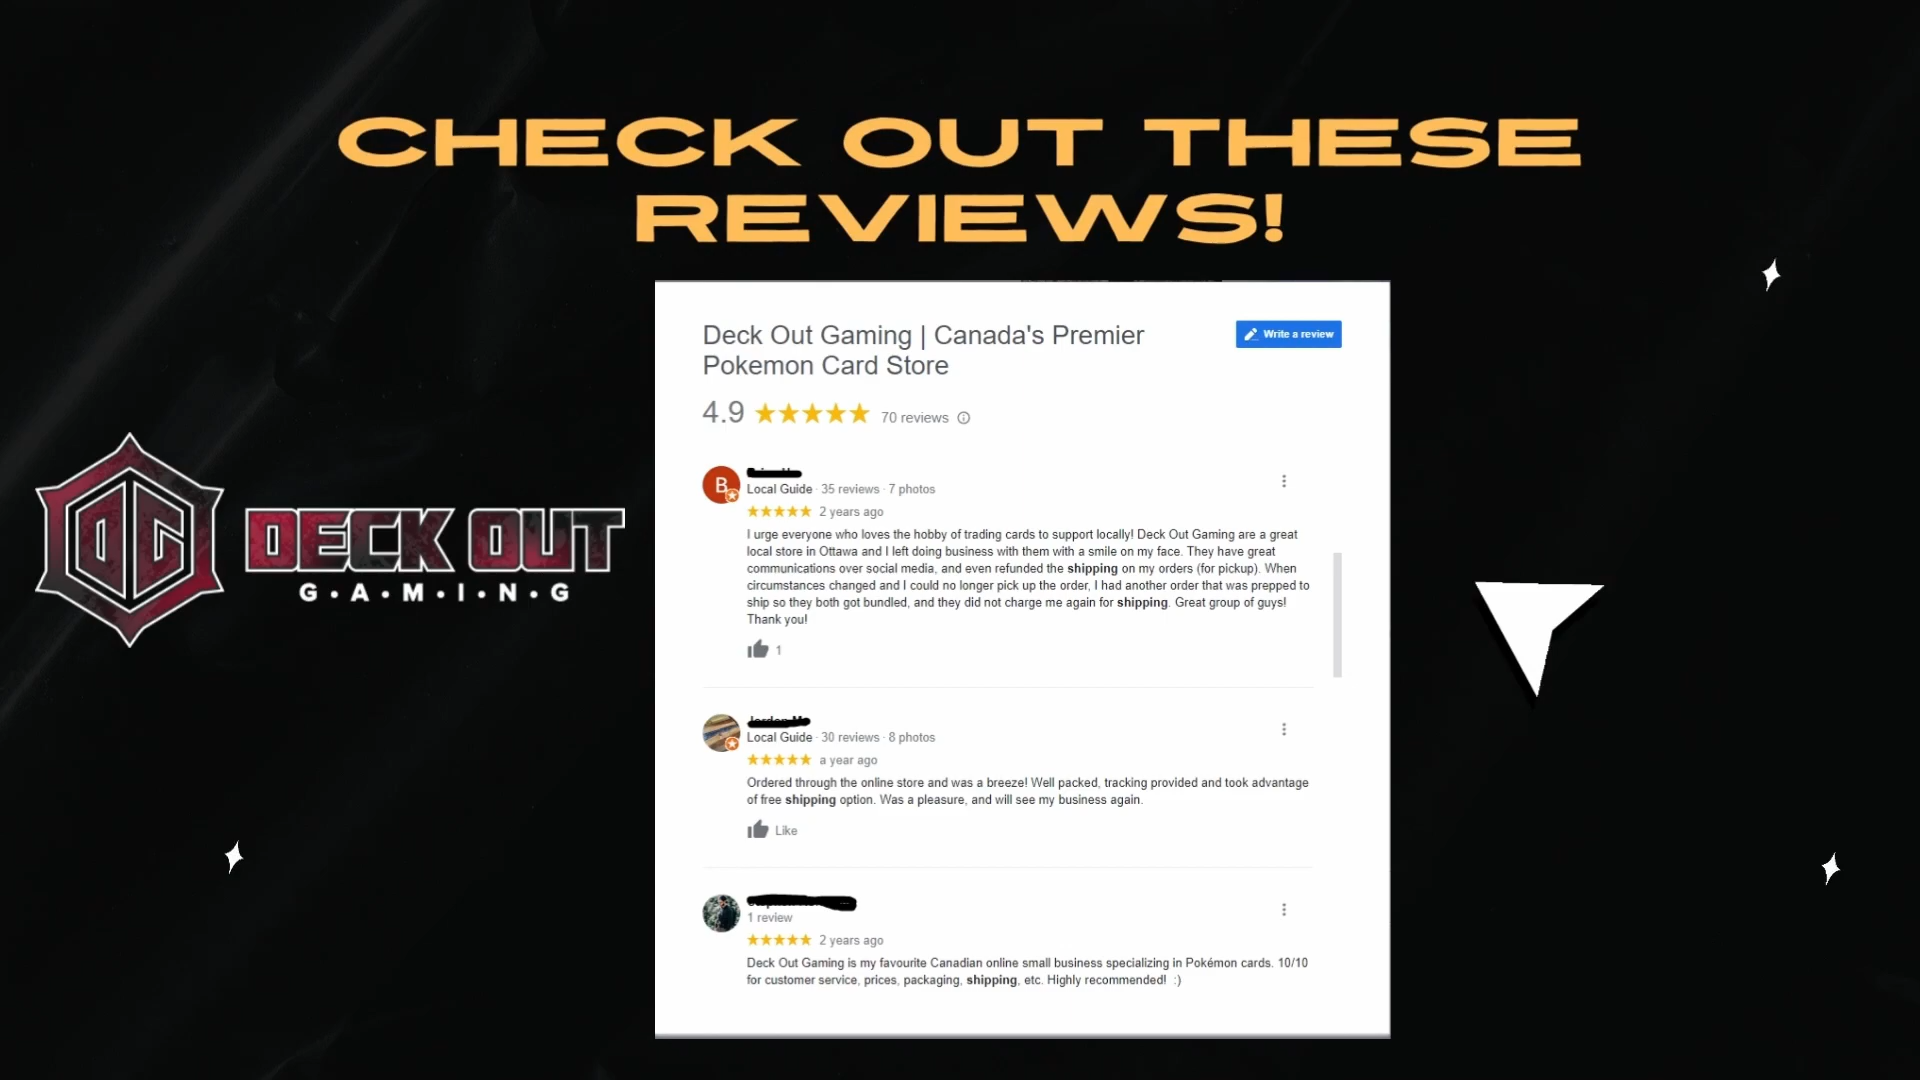 CHECK OUT THESE
REVIEWS!
Deck Out Gaming | Canada's Premier
Pokemon Card Store
Write a review
4.9
70 reviews
B
Local Guide · 35 reviews · 7 photos
2 years ago
I urge everyone who loves the hobby of trading cards to support locally! Deck Out Gaming are a great
local store in Ottawa and I left doing business with them with a smile on my face. They have great
communications over social media, and even refunded the shipping on my orders (for pickup). When
circumstances changed and I could no longer pick up the order, I had another order that was prepped to
ship so they both got bundled, and they did not charge me again for shipping. Great group of guys!
Thank you!
1
Local Guide · 30 reviews · 8 photos
a year ago
Ordered through the online store and was a breeze! Well packed, tracking provided and took advantage
of free shipping option. Was a pleasure, and will see my business again.
Like
1 review
2 years ago
Deck Out Gaming is my favourite Canadian online small business specializing in Pokémon cards. 10/10
for customer service, prices, packaging, shipping, etc. Highly recommended! :)
DG
DECK OUT
G•A•M•I•N•G